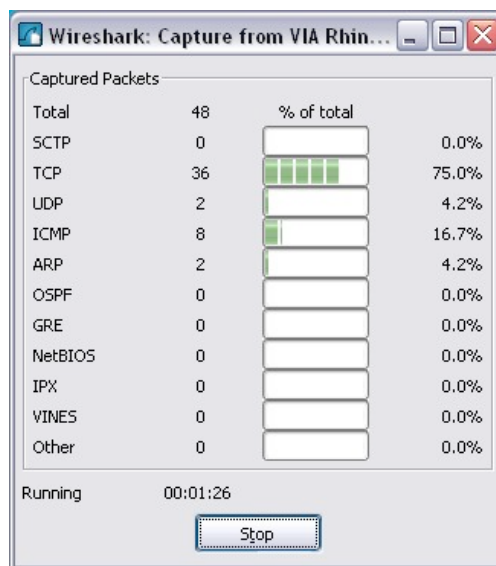 Wireshark: Capture from VIA Rhin...
Captured Packets
Total 48 % of total
SCTP 0 0.0%
TCP 36 75.0%
UDP 2 4.2%
ICMP 8 16.7%
ARP 2 4.2%
OSPF 0 0.0%
GRE 0 0.0%
NetBIOS 0 0.0%
IPX 0 0.0%
VINES 0 0.0%
Other 0 0.0%
Running 00:01:26
Stop